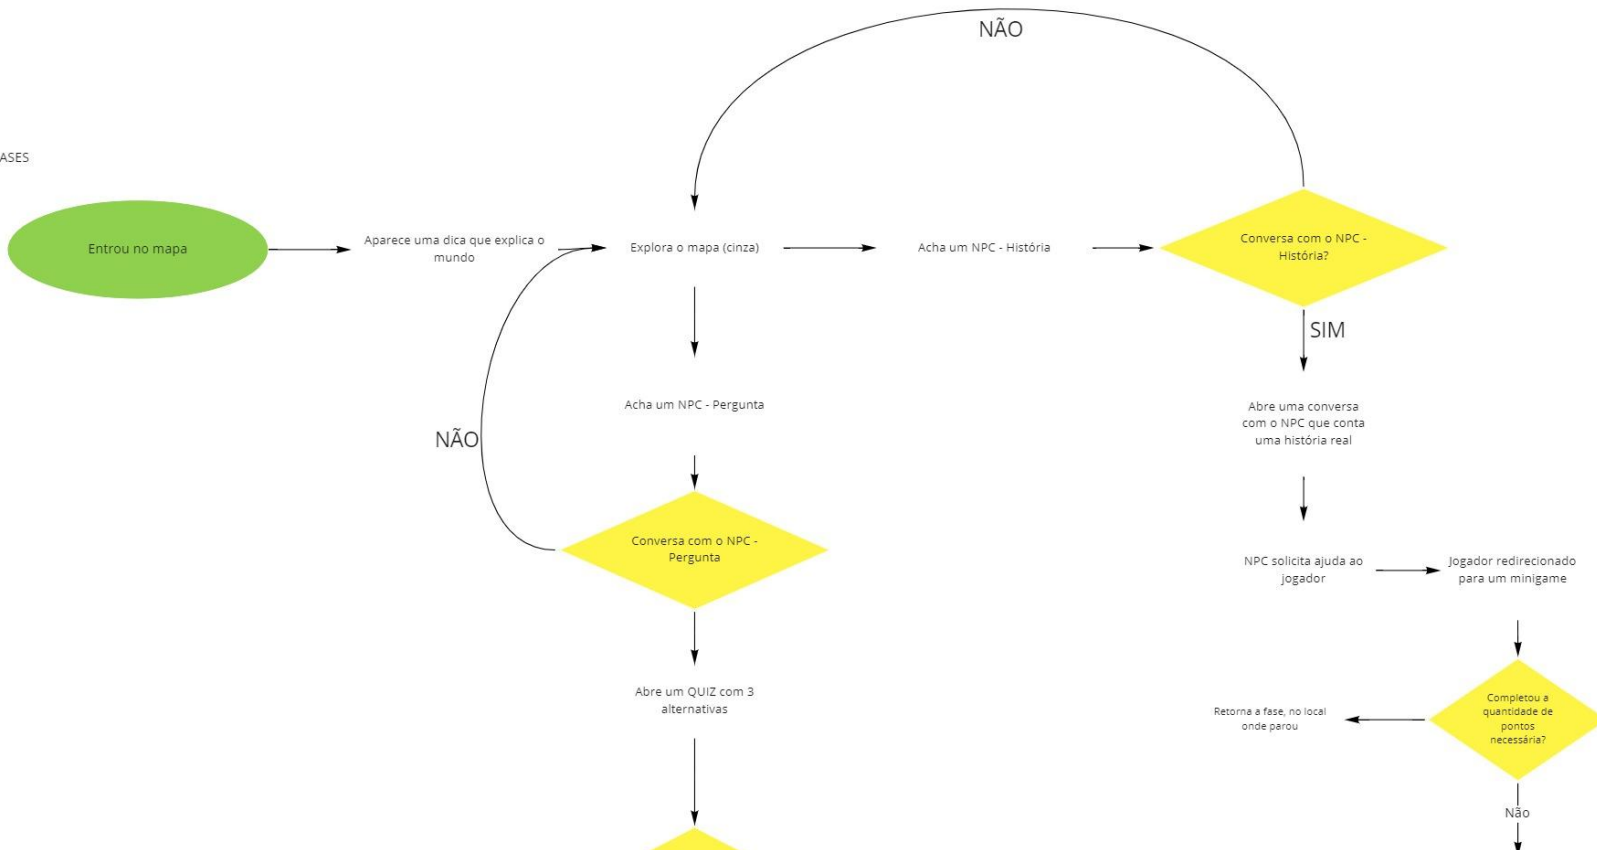 NÃO
ASES
Entrou no mapa
Aparece uma dica que explica o
mundo
Explora o mapa (cinza)
Acha um NPC - História
Conversa com o NPC -
História?
SIM
Acha um NPC - Pergunta
NÃO
Abre uma conversa
com o NPC que conta
uma história real
Conversa com o NPC -
Pergunta
NPC solicita ajuda ao
jogador
Jogador redirecionado
para um minigame
Abre um QUIZ com 3
alternativas
Retorna a fase, no local
onde parou
Completou a
quantidade de
pontos
necessária?
Não